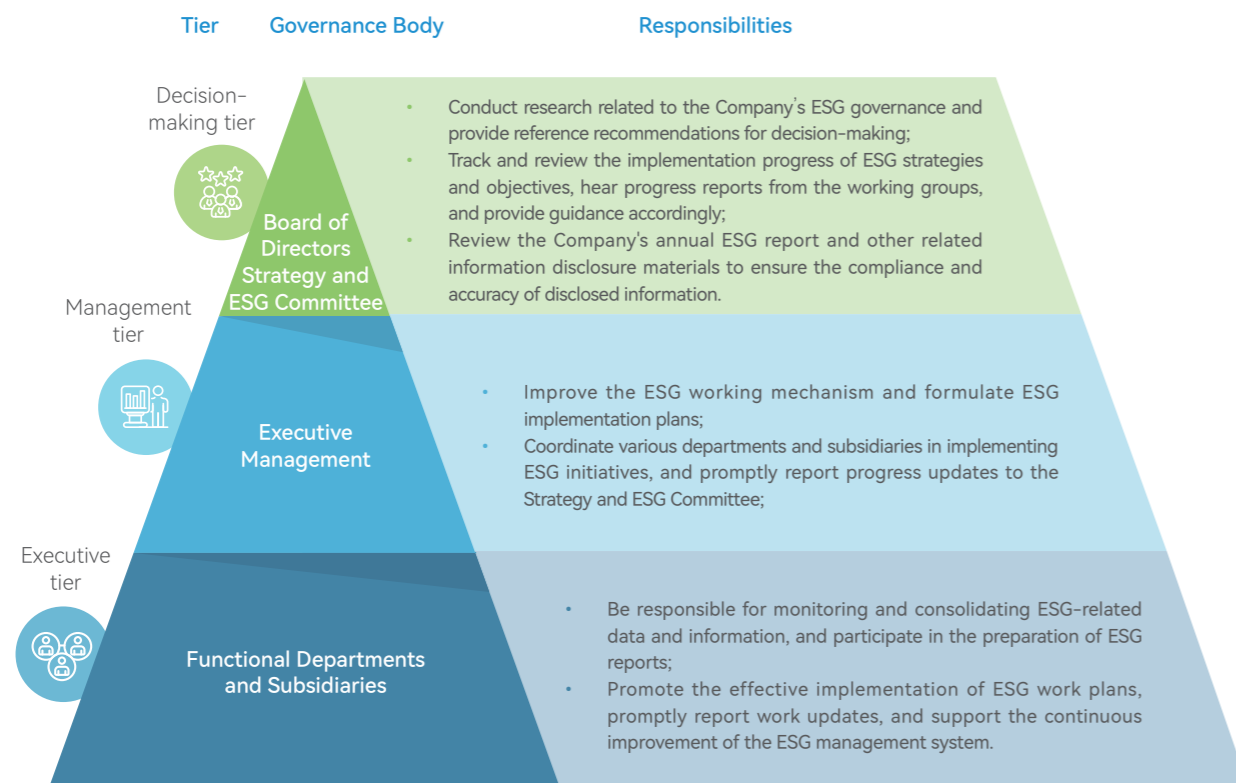 Tier Governance Body Responsibilities
Decision-
making tier
Board of
Directors
Strategy and
ESG Committee
• Conduct research related to the Company's ESG governance and
provide reference recommendations for decision-making;
• Track and review the implementation progress of ESG strategies
and objectives, hear progress reports from the working groups,
and provide guidance accordingly;
• Review the Company's annual ESG report and other related
information disclosure materials to ensure the compliance and
accuracy of disclosed information.
Management
tier
Executive
Management
• Improve the ESG working mechanism and formulate ESG
implementation plans;
• Coordinate various departments and subsidiaries in implementing
ESG initiatives, and promptly report progress updates to the
Strategy and ESG Committee;
Executive
tier
Functional Departments
and Subsidiaries
• Be responsible for monitoring and consolidating ESG-related
data and information, and participate in the preparation of ESG
reports;
• Promote the effective implementation of ESG work plans,
promptly report work updates, and support the continuous
improvement of the ESG management system.